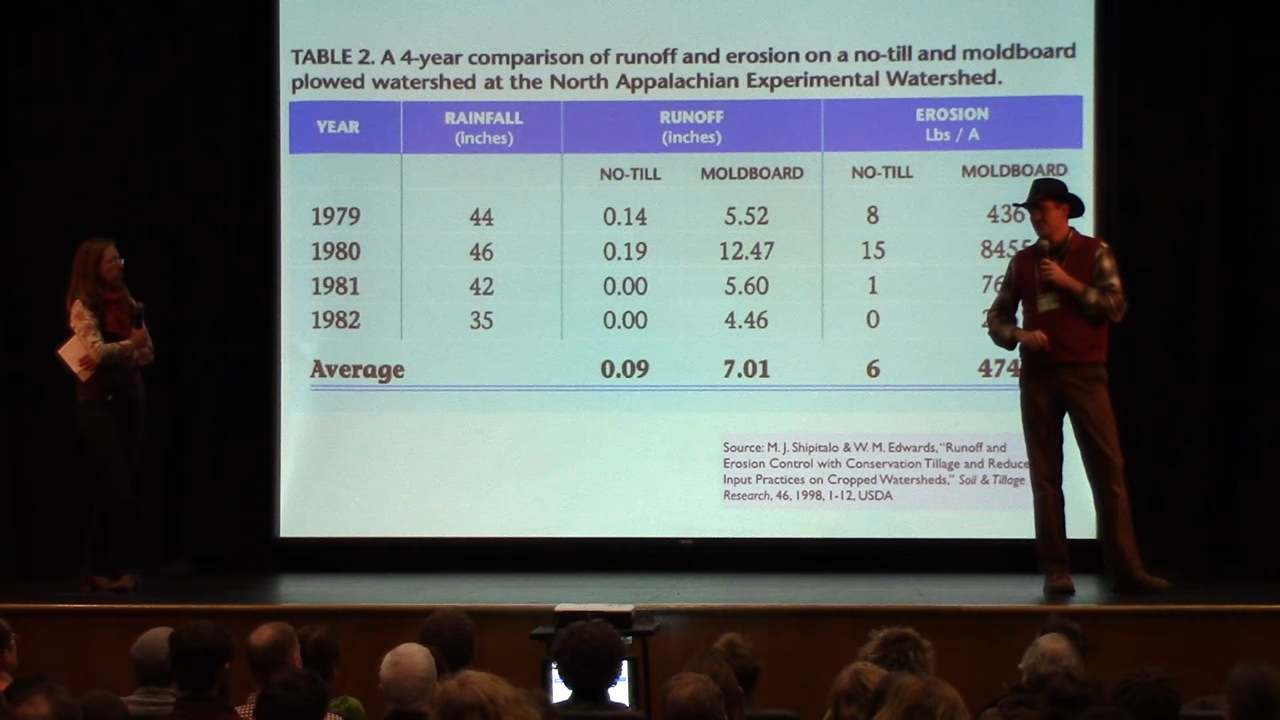 TABLE 2. A 4-year comparison of runoff and erosion on a no-till and moldboard
plowed watershed at the North Appalachian Experimental Watershed.
YEAR RAINFALL (inches) RUNOFF (inches) EROSION Lbs / A
NO-TILL MOLDBOARD NO-TILL MOLDBOARD
1979 44 0.14 5.52 8
1980 46 0.19 12.47 15
1981 42 0.00 5.60 1
1982 35 0.00 4.46 0
Average 0.09 7.01 6
Source: M. J. Shipitalo & W. M. Edwards, "Runoff and
Erosion Control with Conservation Tillage and Reduce
Input Practices on Cropped Watersheds," Soil & Tillage
Research, 46, 1998, 1-12, USDA